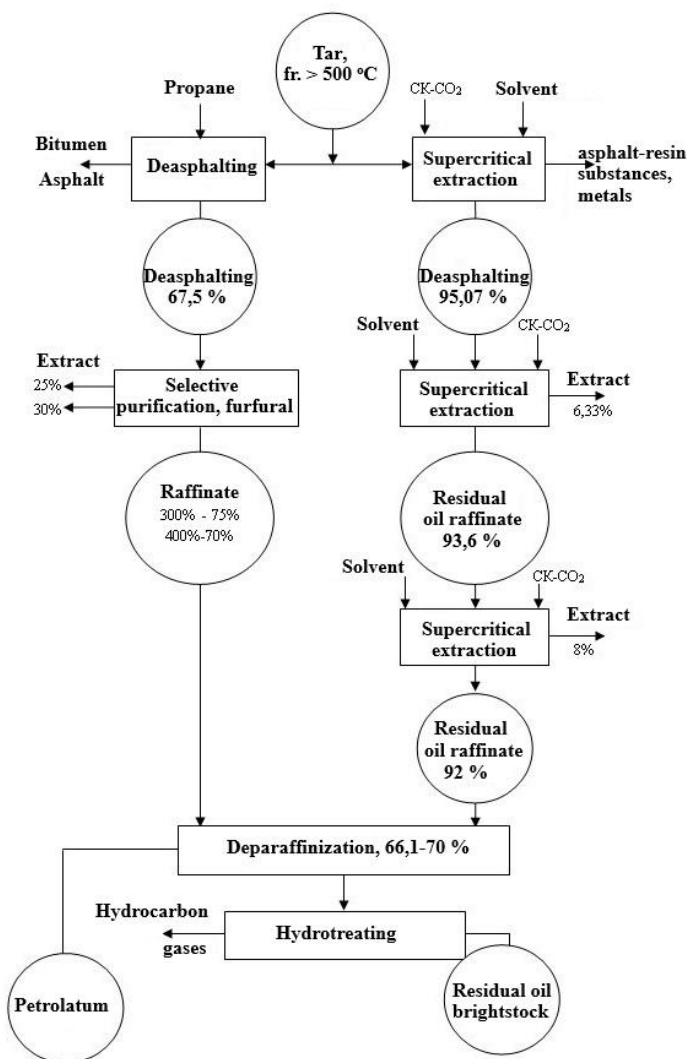 Tar,
fr. > 500 °C
Propane
CK-CO₂
Solvent
Bitumen
Asphalt
Deasphalting
Supercritical
extraction
asphalt-resin
substances,
metals
Deasphalting
67,5 %
Deasphalting
95,07 %
Solvent
CK-CO₂
Extract
25%
30%
Selective
purification, furfural
Supercritical
extraction
Extract
6,33%
Raffinate
300% - 75%
400%-70%
Residual
oil raffinate
93,6 %
Solvent
CK-CO₂
Supercritical
extraction
Extract
8%
Residual
oil raffinate
92 %
Deparaffinization, 66,1-70 %
Hydrocarbon
gases
Hydrotreating
Petrolatum
Residual oil
brightstock